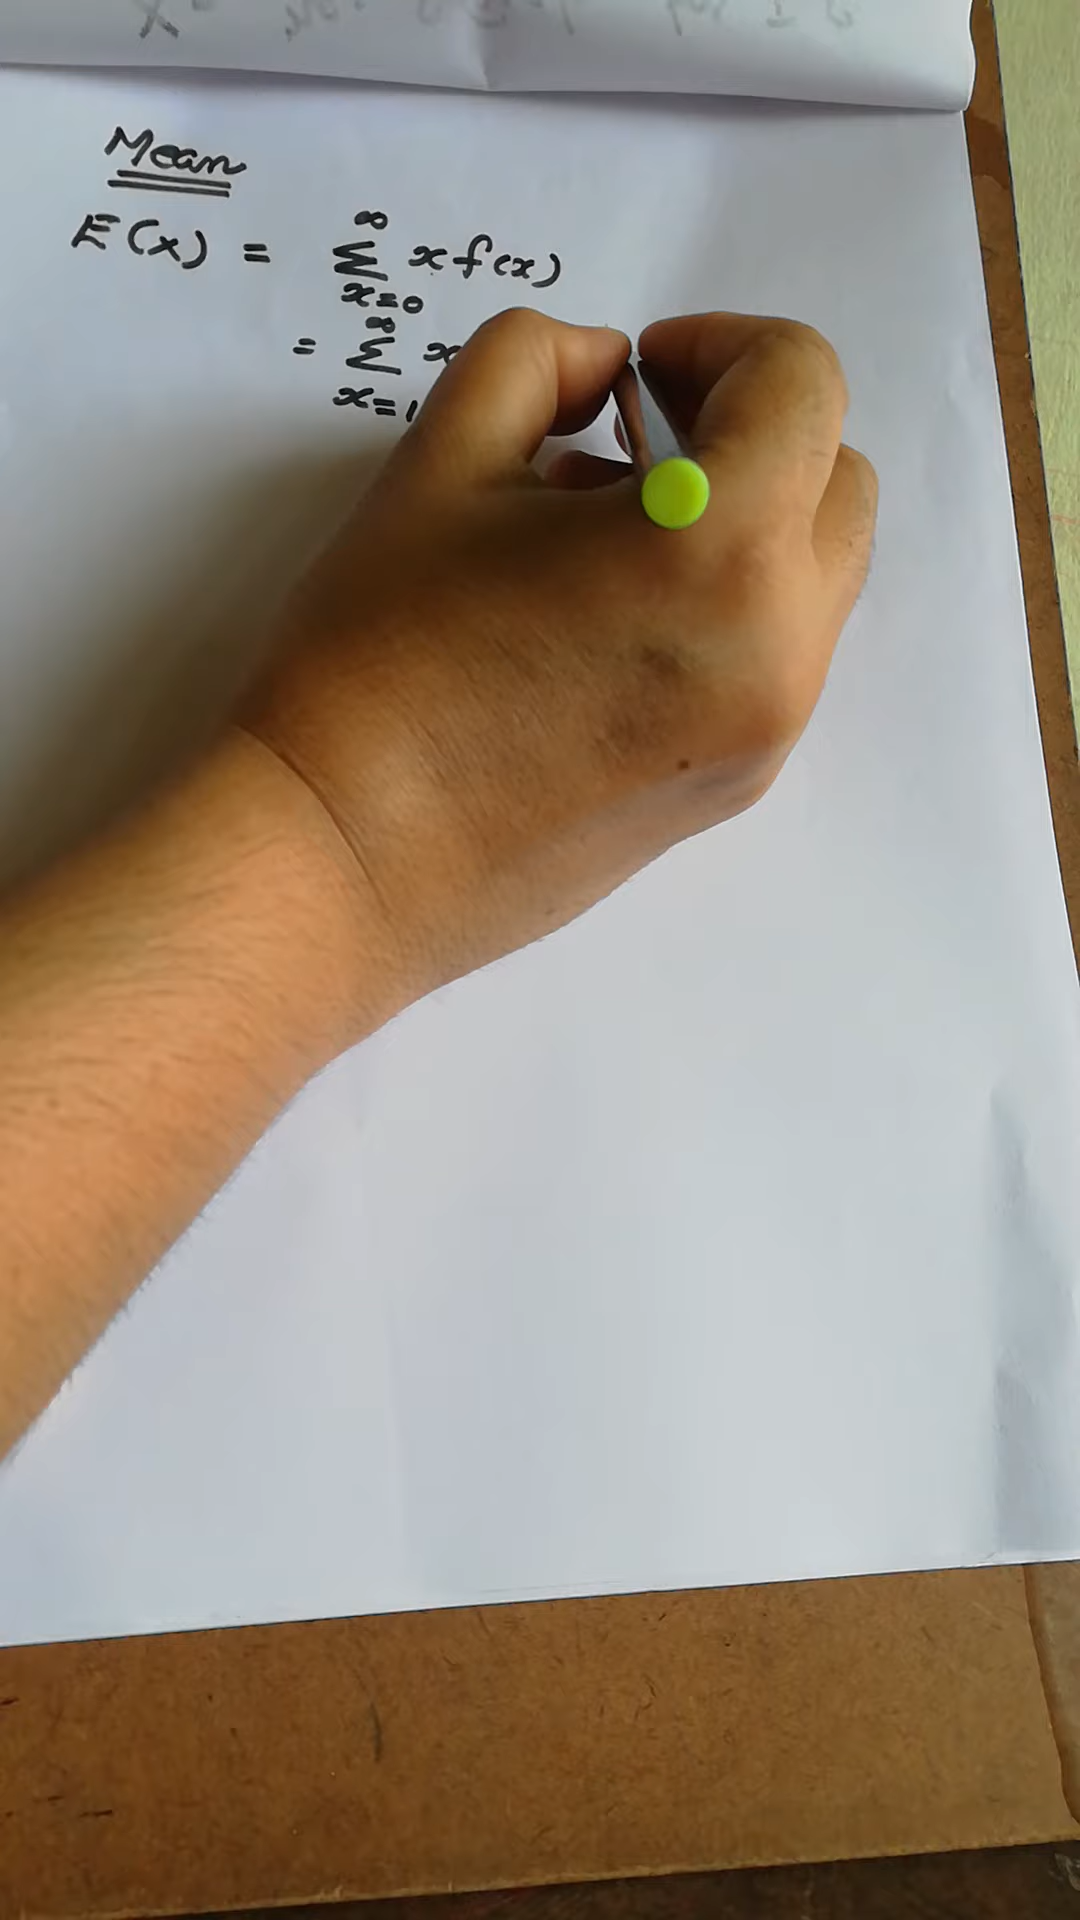 Mean
E(x) = ∞∑x=0 x f(x)
= ∞∑x=1 x